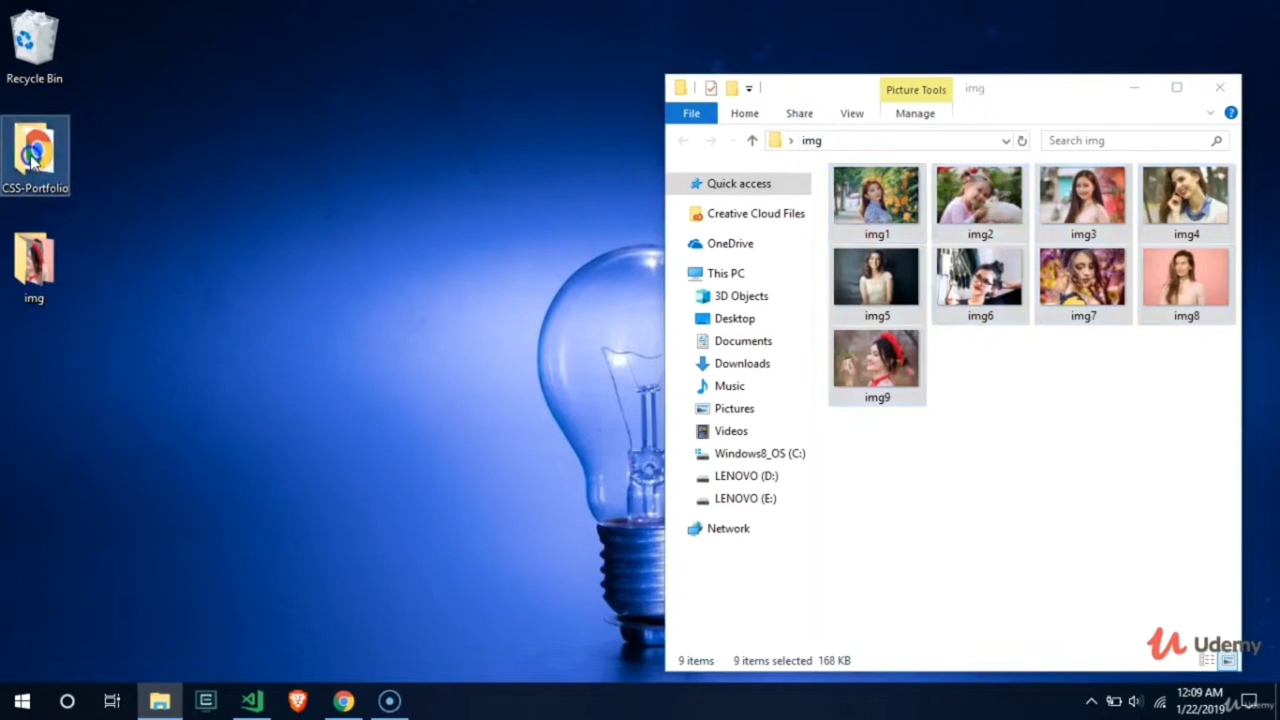 Recycle Bin
CSS-Portfolio
img
Picture Tools
img
File
Home
Share
View
Manage
img
Search img
Quick access
Creative Cloud Files
OneDrive
This PC
3D Objects
Desktop
Documents
Downloads
Music
Pictures
Videos
Windows8_OS (C:)
LENOVO (D:)
LENOVO (E:)
Network
img1
img2
img3
img4
img5
img6
img7
img8
img9
9 items
9 items selected
168 KB
Udemy
12:09 AM
1/22/2019
Udemy